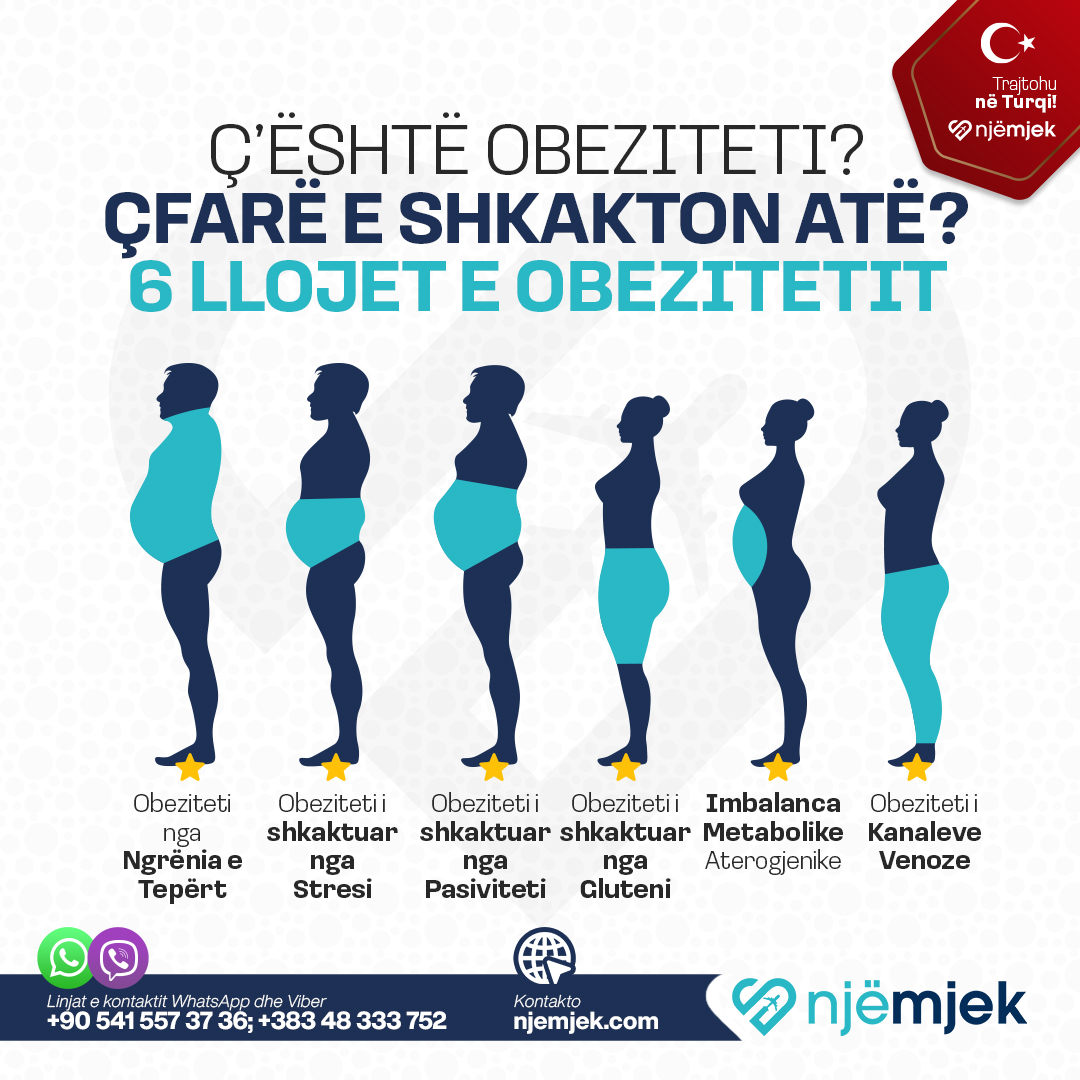 Trajtohu
në Turqi!
njëmjek
Ç'ËSHTË OBEZITETI?
ÇFARË E SHKAKTON ATË?
6 LLOJET E OBEZITETIT
Obeziteti
nga
Ngrënia e
Tepërt
Obeziteti i
shkaktuar
nga
Stresi
Obeziteti i
shkaktuar
nga
Pasiviteti
Obeziteti i
shkaktuar
nga
Gluteni
Imbalanca
Metabolike
Aterogjenike
Obeziteti i
Kanaleve
Venoze
Linjat e kontaktit WhatsApp dhe Viber
+90 541 557 37 36; +383 48 333 752
Kontakto
njemjek.com
njëmjek